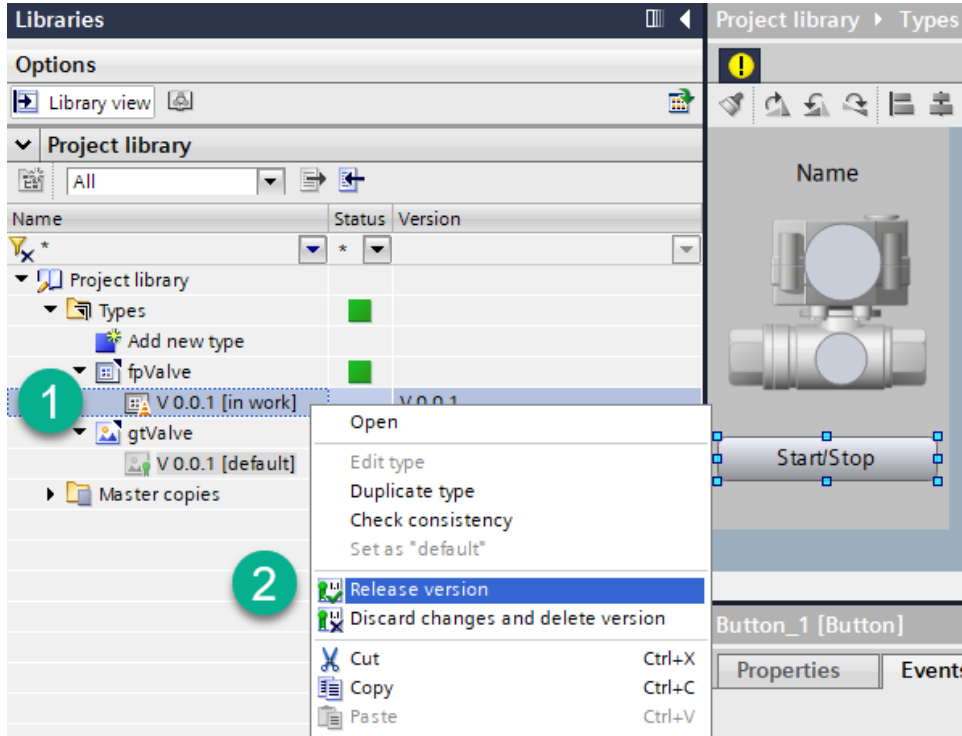 Libraries
Options
Library view
Project library
All
Name Status Version
* *
Project library
Types
Add new type
fpValve
1
V 0.0.1 [in work] V 0.0.1
gtValve
V 0.0.1 [default]
Master copies
Open
Edit type
Duplicate type
Check consistency
Set as "default"
2
Release version
Discard changes and delete version
Cut Ctrl+X
Copy Ctrl+C
Paste Ctrl+V
Project library Types
Name
Start/Stop
Button_1 [Button]
Properties Events